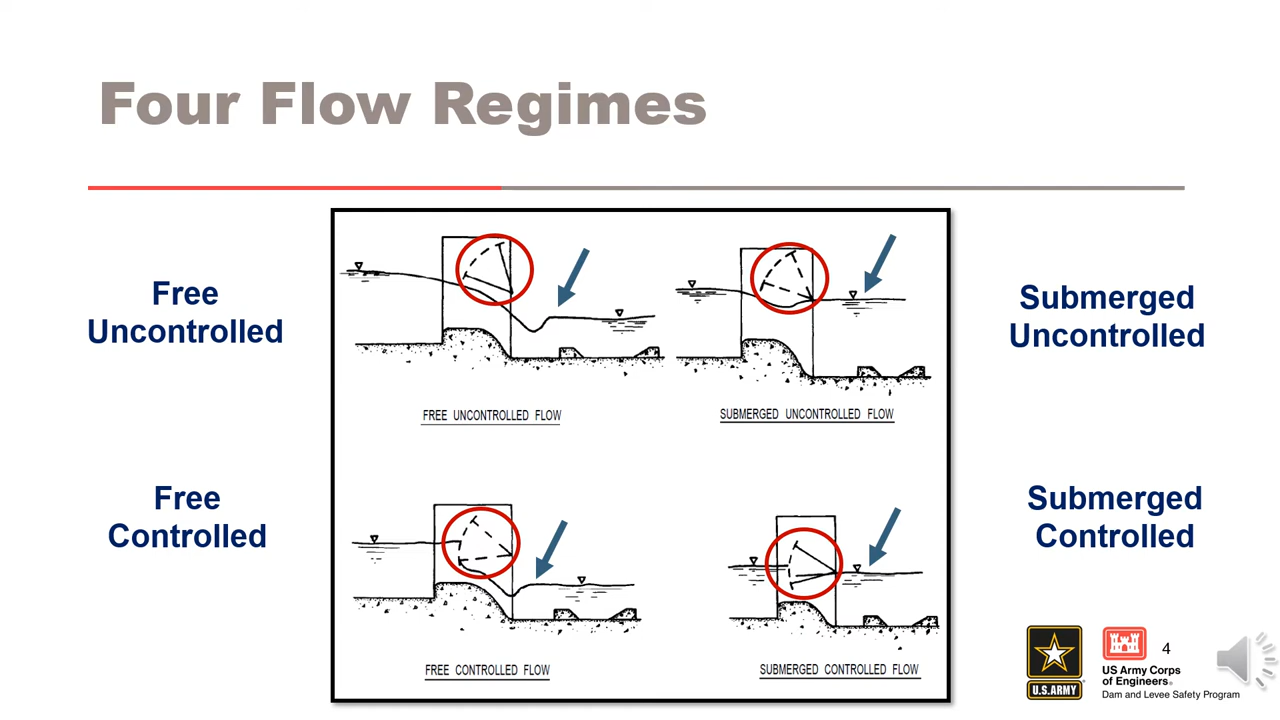 Four Flow Regimes
Free
Uncontrolled
Submerged
Uncontrolled
FREE UNCONTROLLED FLOW
SUBMERGED UNCONTROLLED FLOW
Free
Controlled
Submerged
Controlled
FREE CONTROLLED FLOW
SUBMERGED CONTROLLED FLOW
U.S.ARMY
4
US Army Corps
of Engineers®
Dam and Levee Safety Program